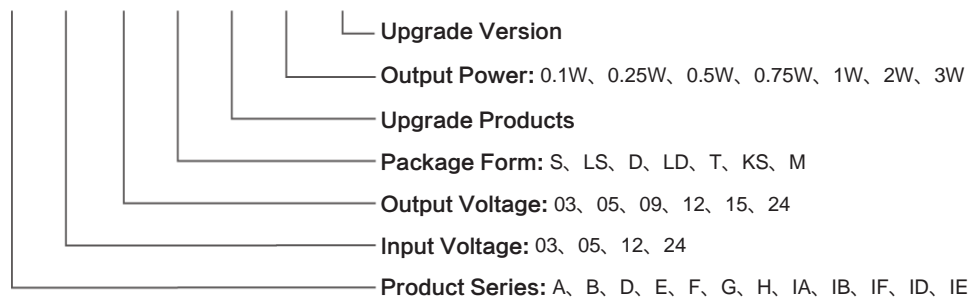 Upgrade Version
Output Power: 0.1W、0.25W、0.5W、0.75W、1W、2W、3W
Upgrade Products
Package Form: S、LS、D、LD、T、KS、M
Output Voltage: 03、05、09、12、15、24
Input Voltage: 03、05、12、24
Product Series: A、B、D、E、F、G、H、IA、IB、IF、ID、IE